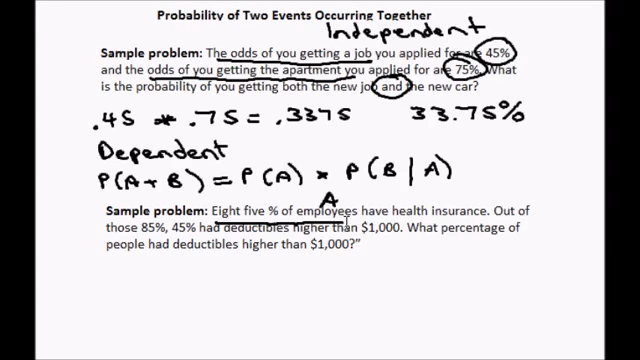 Probability of Two Events Occurring Together
Independent
Sample problem: The odds of you getting a job you applied for are 45%
and the odds of you getting the apartment you applied for are 75%. What
is the probability of you getting both the new job and the new car?
.45 * .75 = .3375 33.75%
Dependent
P(A+B) = P(A) * P(B|A)
A
Sample problem: Eight five % of employees have health insurance. Out of
those 85%, 45% had deductibles higher than $1,000. What percentage of
people had deductibles higher than $1,000?”